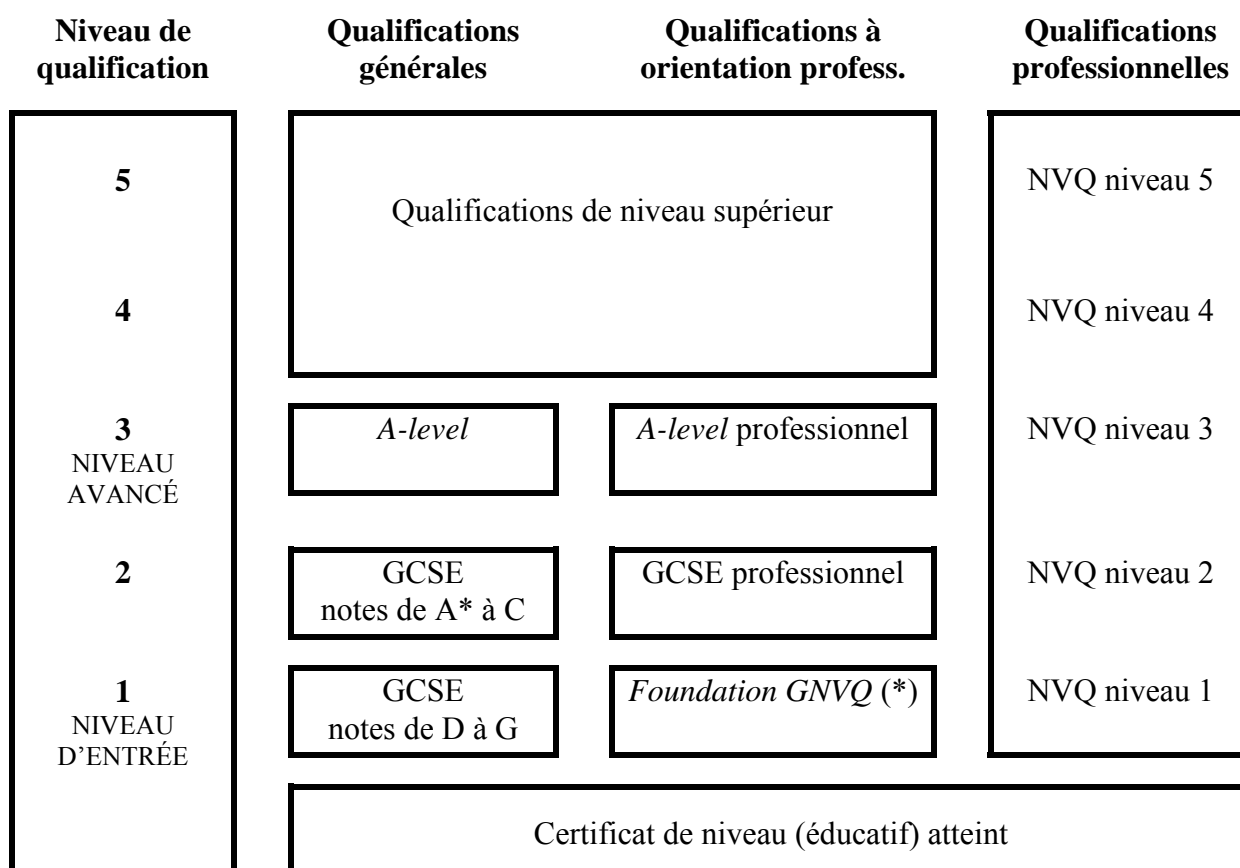 Niveau de qualification
Qualifications générales
Qualifications à orientation profess.
Qualifications professionnelles
5
Qualifications de niveau supérieur
NVQ niveau 5
4
NVQ niveau 4
3
NIVEAU
AVANCÉ
A-level
A-level professionnel
NVQ niveau 3
2
GCSE
notes de A* à C
GCSE professionnel
NVQ niveau 2
1
NIVEAU
D'ENTRÉE
GCSE
notes de D à G
Foundation GNVQ (*)
NVQ niveau 1
Certificat de niveau (éducatif) atteint